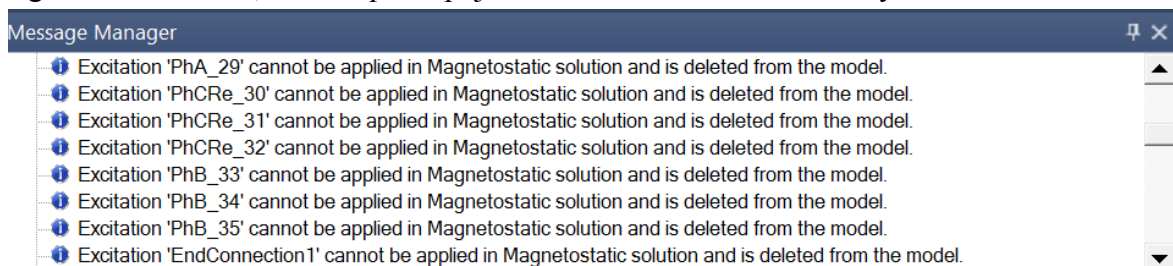 Message Manager
Excitation 'PhA_29' cannot be applied in Magnetostatic solution and is deleted from the model.
Excitation 'PhCRe_30' cannot be applied in Magnetostatic solution and is deleted from the model.
Excitation 'PhCRe_31' cannot be applied in Magnetostatic solution and is deleted from the model.
Excitation 'PhCRe_32' cannot be applied in Magnetostatic solution and is deleted from the model.
Excitation 'PhB_33' cannot be applied in Magnetostatic solution and is deleted from the model.
Excitation 'PhB_34' cannot be applied in Magnetostatic solution and is deleted from the model.
Excitation 'PhB_35' cannot be applied in Magnetostatic solution and is deleted from the model.
Excitation 'EndConnection1' cannot be applied in Magnetostatic solution and is deleted from the model.